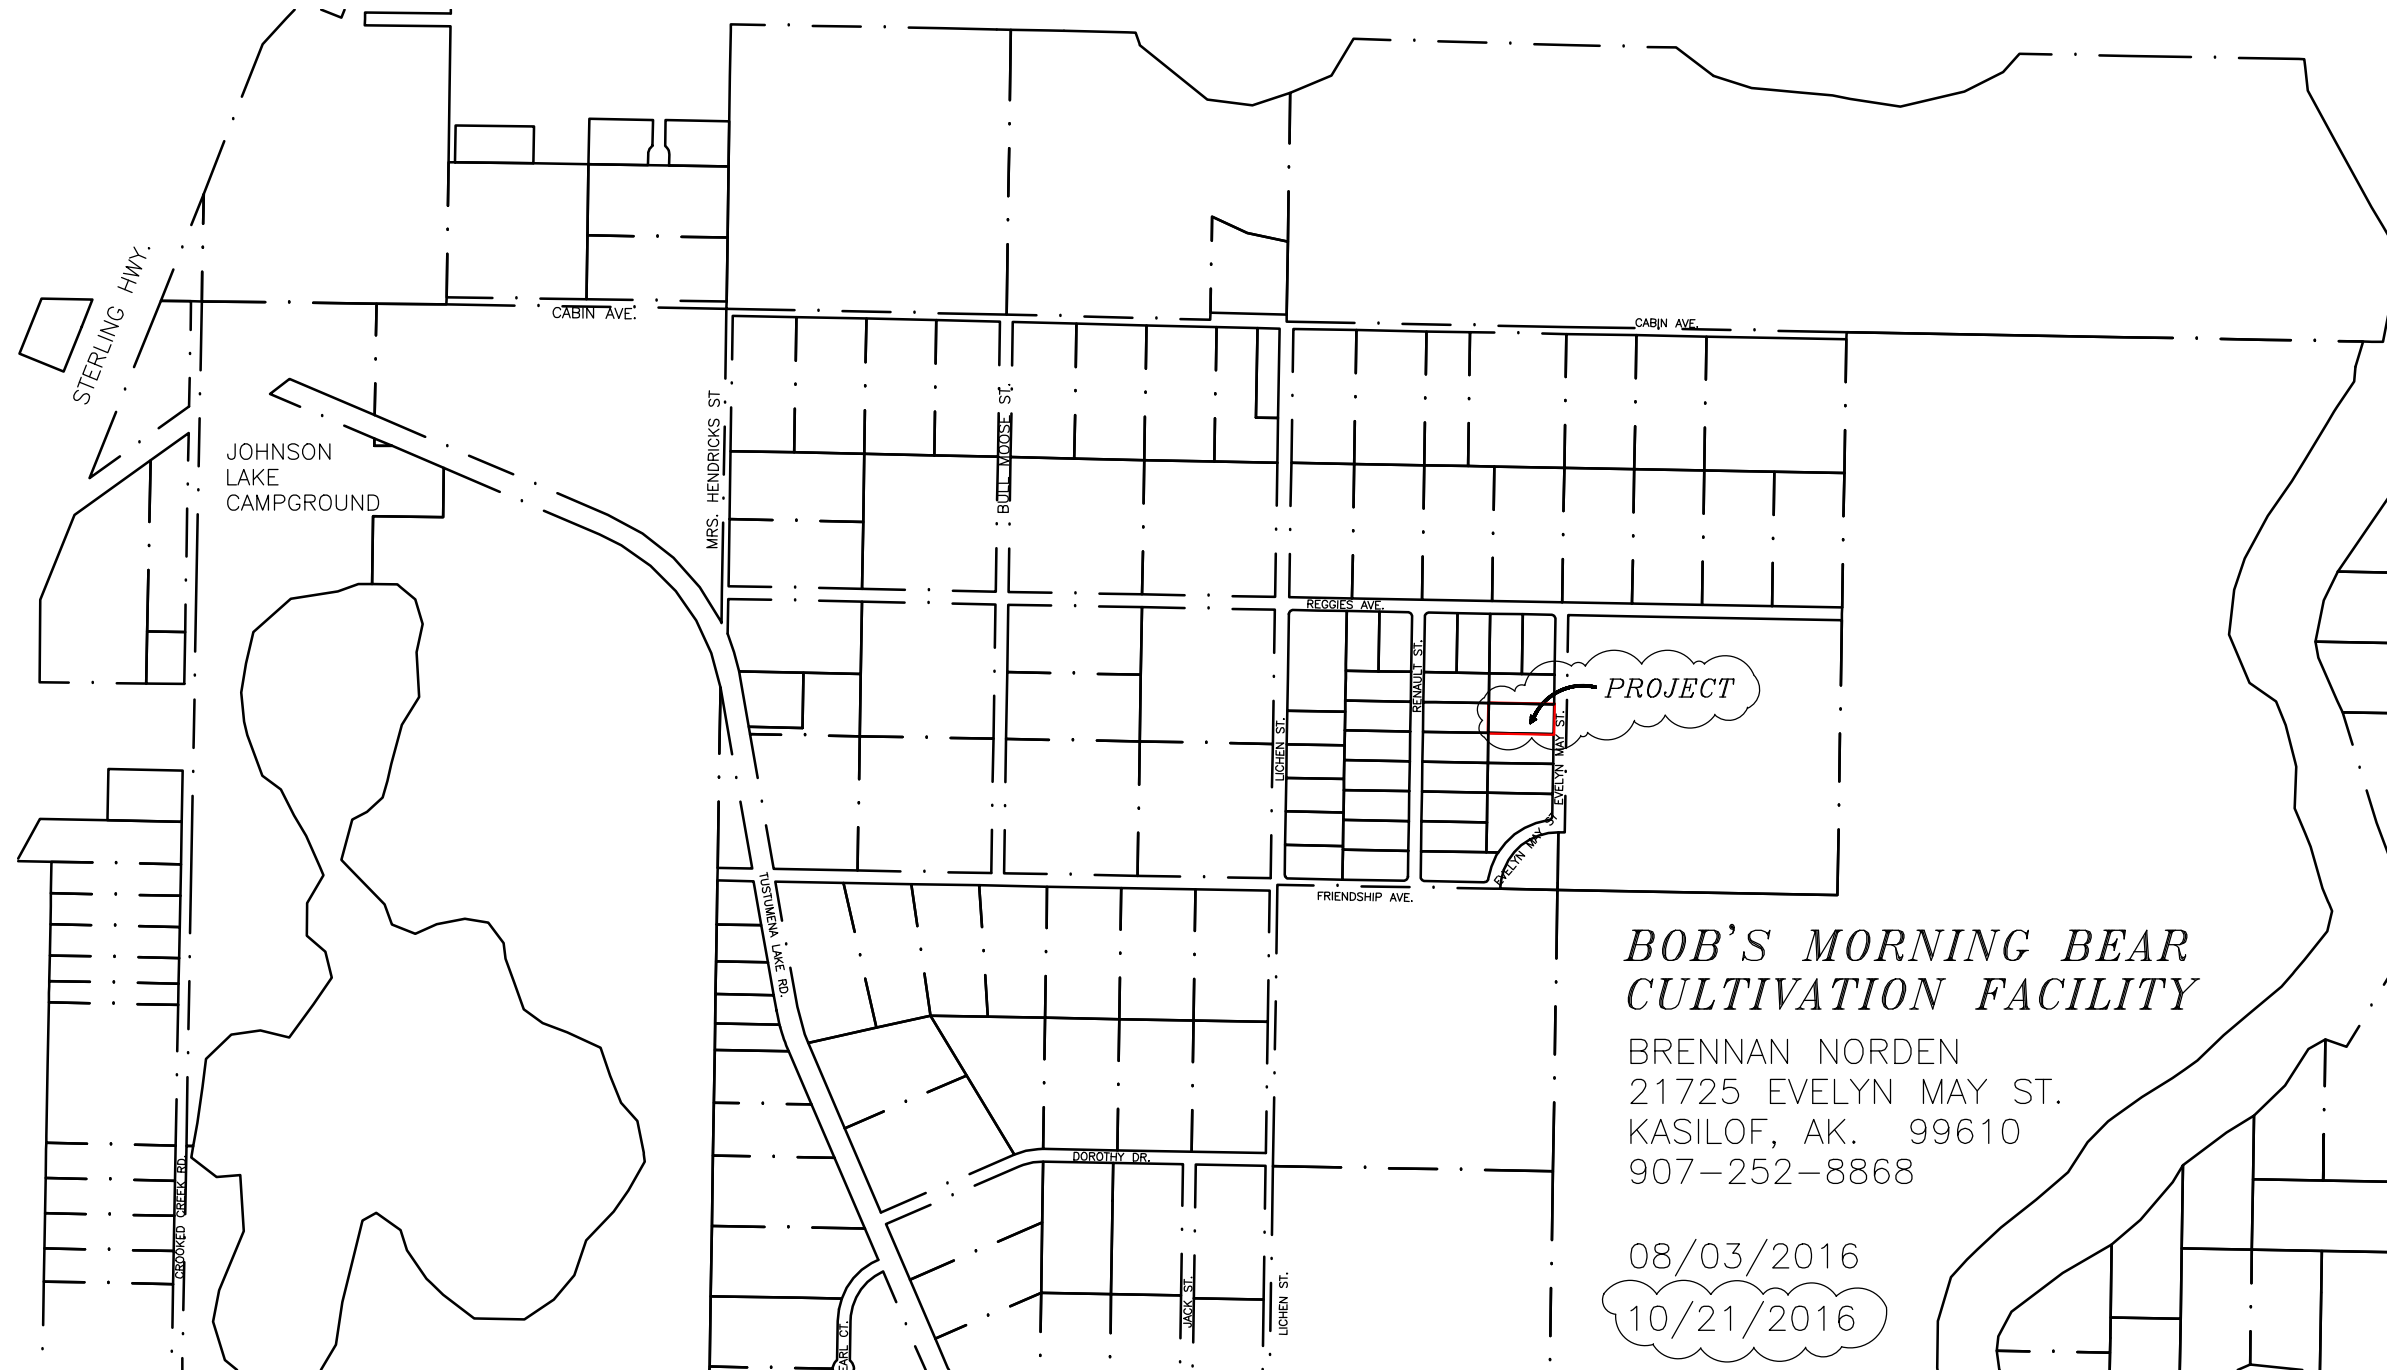 STERLING HWY.
CABIN AVE.
CABIN AVE.
JOHNSON
LAKE
CAMPGROUND
MRS. HENDRICKS ST
BULL MOOSE ST.
REGGIES AVE.
RENAULT ST.
PROJECT
LICHEN ST.
EVELYN MAY ST.
EVELYN MAY ST
FRIENDSHIP AVE.
TUSTUMENA LAKE RD.
BOB'S MORNING BEAR
CULTIVATION FACILITY
BRENNAN NORDEN
21725 EVELYN MAY ST.
KASILOF, AK. 99610
907-252-8868
DOROTHY DR.
CROOKED CREEK RD.
08/03/2016
10/21/2016
JACK ST.
LICHEN ST.
EARL CT.